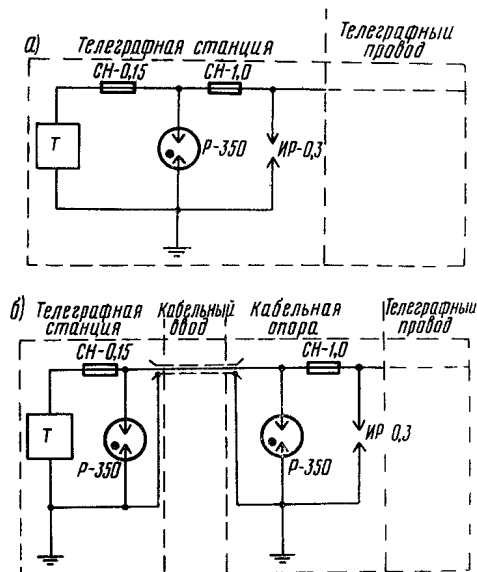 а) Телеграфная станция
Телеграфный
провод
СН-0,15
СН-1,0
Т
Р-350
ИР-0,3
б) Телеграфная
станция
Кабельный
ввод
Кабельная
опора
Телеграфный
провод
СН-0,15
СН-1,0
Т
Р-350
Р-350
ИР 0,3